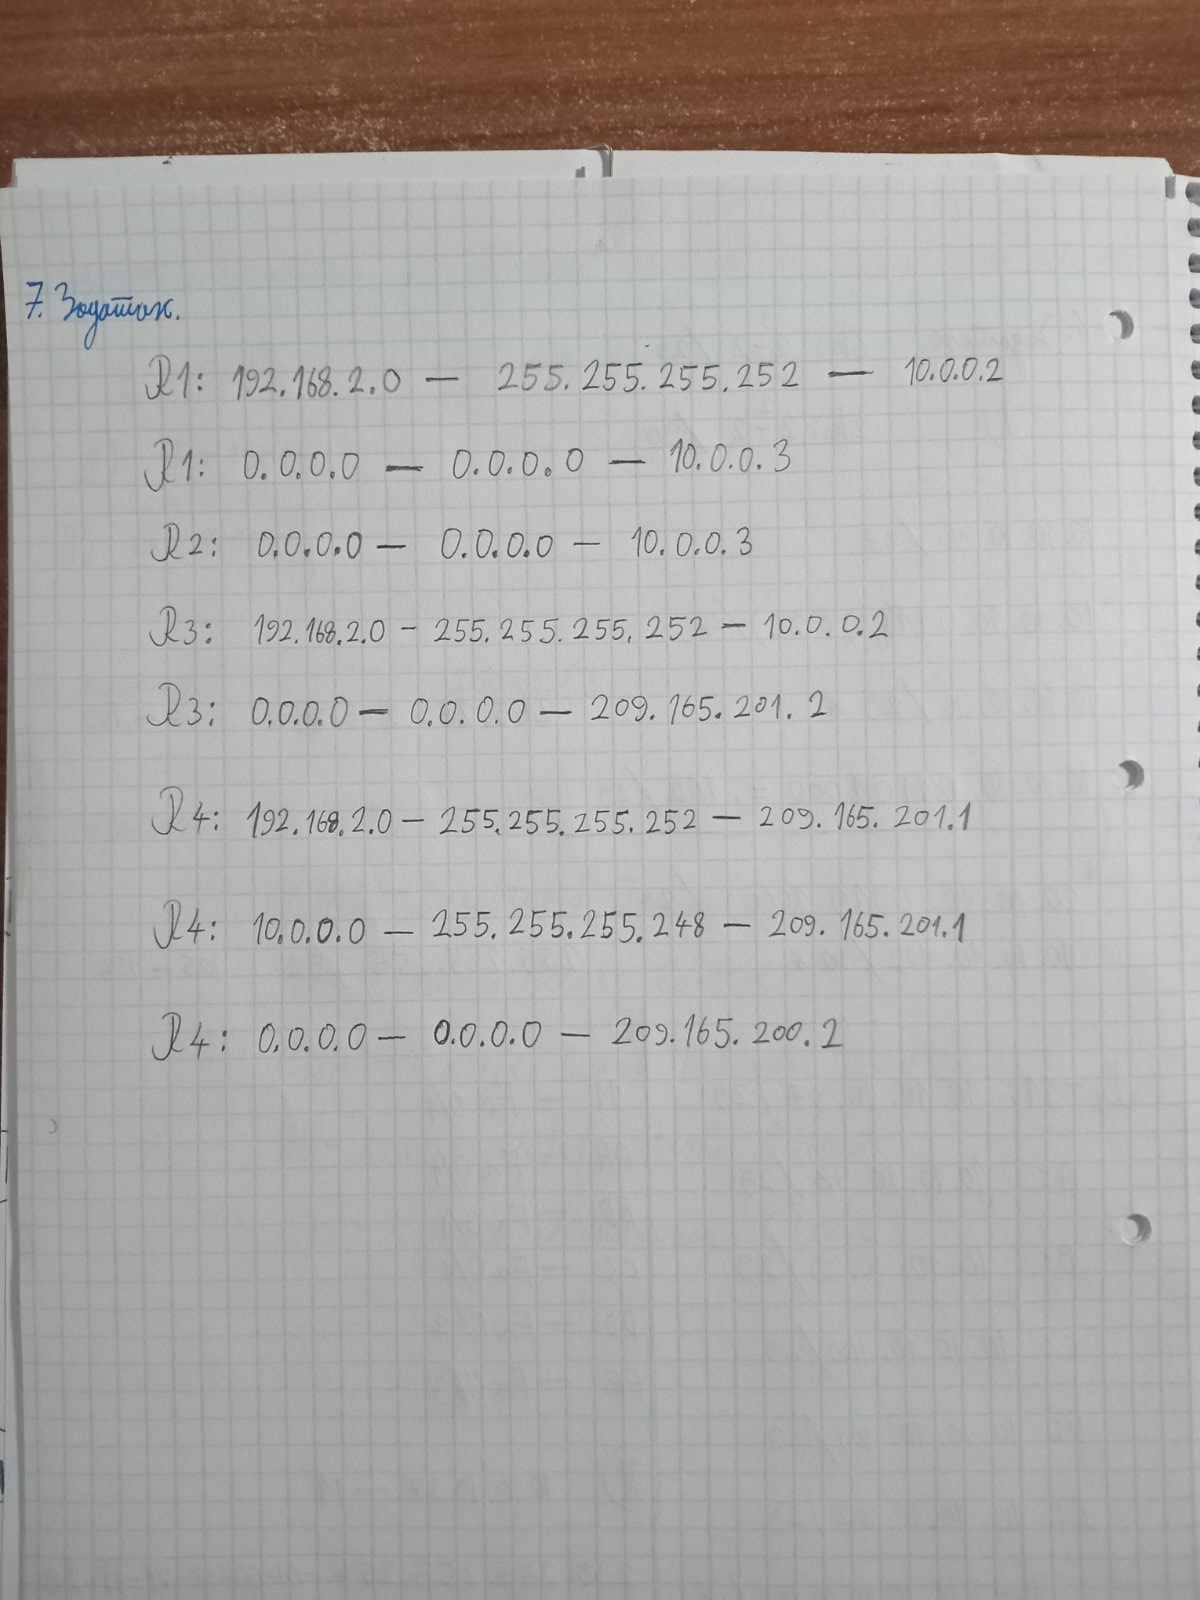 7. Задатак.
R1: 192.168.2.0 — 255.255.255.252 — 10.0.0.2
R1: 0.0.0.0 — 0.0.0.0 — 10.0.0.3
R2: 0.0.0.0 — 0.0.0.0 — 10.0.0.3
R3: 192.168.2.0 - 255.255.255.252 — 10.0.0.2
R3: 0.0.0.0 — 0.0.0.0 — 209.165.201.2
R4: 192.168.2.0 — 255.255.255.252 — 209.165.201.1
R4: 10.0.0.0 — 255.255.255.248 — 209.165.201.1
R4: 0.0.0.0 — 0.0.0.0 — 209.165.200.2